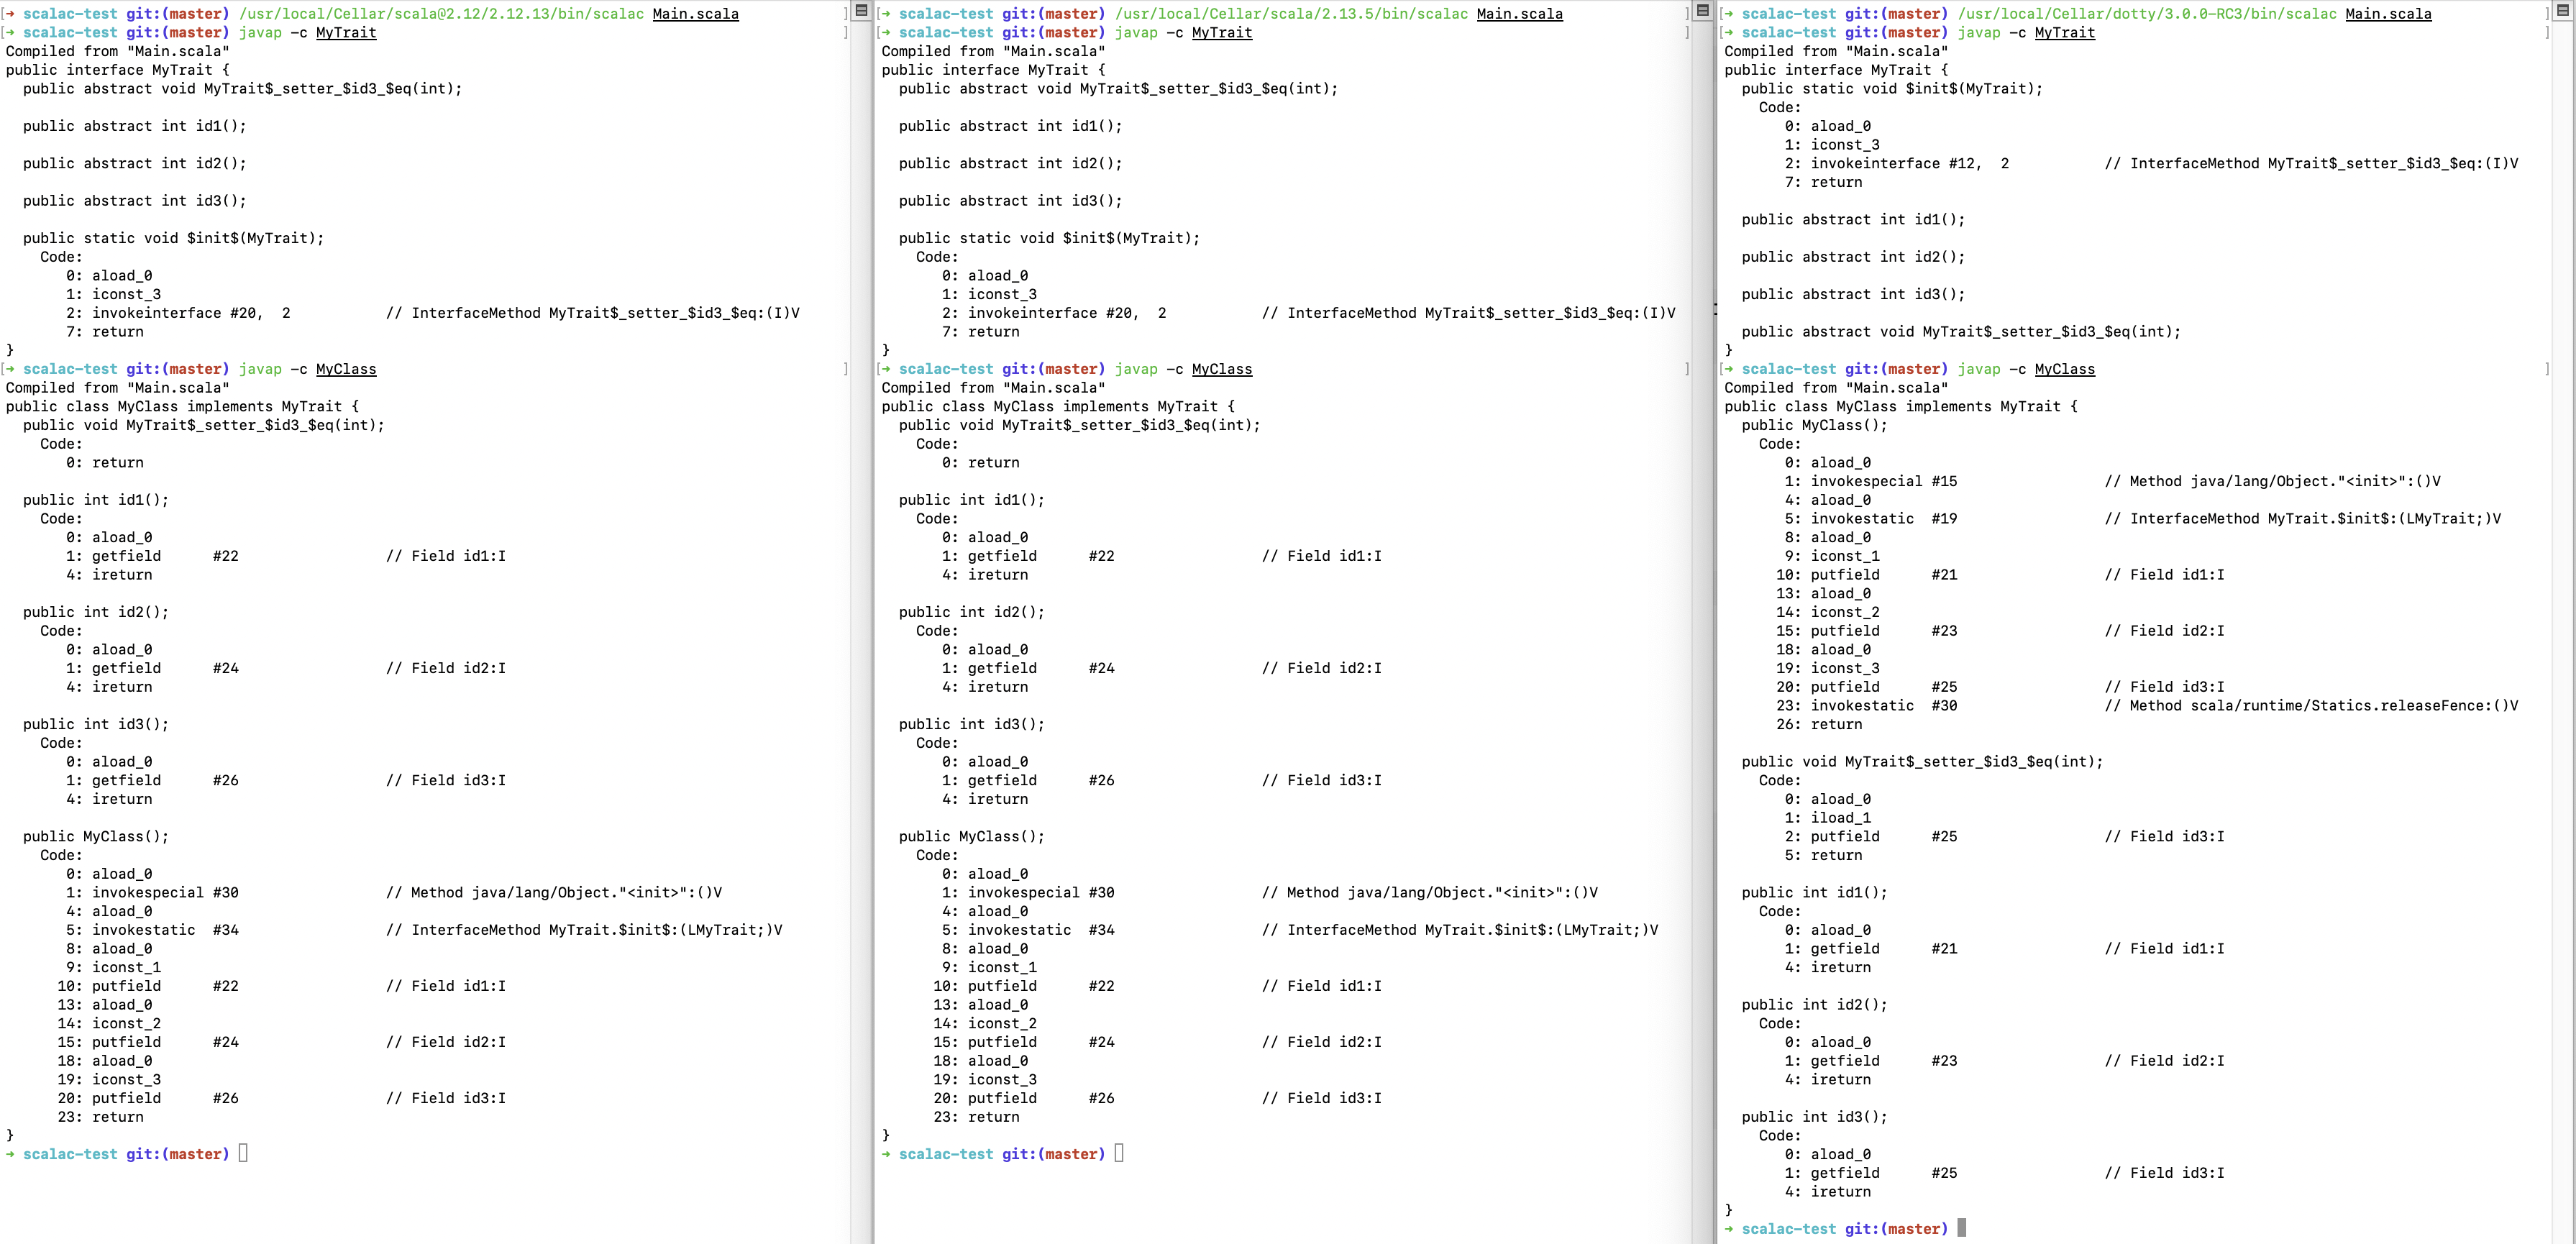 [➜ scalac-test git:(master) /usr/local/Cellar/scala@2.12/2.12.13/bin/scalac Main.scala ]
[➜ scalac-test git:(master) javap -c MyTrait ]
Compiled from "Main.scala"
public interface MyTrait {
  public abstract void MyTrait$_setter_$id3_$eq(int);
  public abstract int id1();
  public abstract int id2();
  public abstract int id3();
  public static void $init$(MyTrait);
    Code:
       0: aload_0
       1: iconst_3
       2: invokeinterface #20,  2           // InterfaceMethod MyTrait$_setter_$id3_$eq:(I)V
       7: return
}
[➜ scalac-test git:(master) javap -c MyClass ]
Compiled from "Main.scala"
public class MyClass implements MyTrait {
  public void MyTrait$_setter_$id3_$eq(int);
    Code:
       0: return
  public int id1();
    Code:
       0: aload_0
       1: getfield      #22                 // Field id1:I
       4: ireturn
  public int id2();
    Code:
       0: aload_0
       1: getfield      #24                 // Field id2:I
       4: ireturn
  public int id3();
    Code:
       0: aload_0
       1: getfield      #26                 // Field id3:I
       4: ireturn
  public MyClass();
    Code:
       0: aload_0
       1: invokespecial #30                 // Method java/lang/Object."<init>":()V
       4: aload_0
       5: invokestatic  #34                 // InterfaceMethod MyTrait.$init$:(LMyTrait;)V
       8: aload_0
       9: iconst_1
      10: putfield      #22                 // Field id1:I
      13: aload_0
      14: iconst_2
      15: putfield      #24                 // Field id2:I
      18: aload_0
      19: iconst_3
      20: putfield      #26                 // Field id3:I
      23: return
}
➜ scalac-test git:(master)
[➜ scalac-test git:(master) /usr/local/Cellar/scala/2.13.5/bin/scalac Main.scala ]
[➜ scalac-test git:(master) javap -c MyTrait ]
Compiled from "Main.scala"
public interface MyTrait {
  public abstract void MyTrait$_setter_$id3_$eq(int);
  public abstract int id1();
  public abstract int id2();
  public abstract int id3();
  public static void $init$(MyTrait);
    Code:
       0: aload_0
       1: iconst_3
       2: invokeinterface #20,  2           // InterfaceMethod MyTrait$_setter_$id3_$eq:(I)V
       7: return
}
[➜ scalac-test git:(master) javap -c MyClass ]
Compiled from "Main.scala"
public class MyClass implements MyTrait {
  public void MyTrait$_setter_$id3_$eq(int);
    Code:
       0: return
  public int id1();
    Code:
       0: aload_0
       1: getfield      #22                 // Field id1:I
       4: ireturn
  public int id2();
    Code:
       0: aload_0
       1: getfield      #24                 // Field id2:I
       4: ireturn
  public int id3();
    Code:
       0: aload_0
       1: getfield      #26                 // Field id3:I
       4: ireturn
  public MyClass();
    Code:
       0: aload_0
       1: invokespecial #30                 // Method java/lang/Object."<init>":()V
       4: aload_0
       5: invokestatic  #34                 // InterfaceMethod MyTrait.$init$:(LMyTrait;)V
       8: aload_0
       9: iconst_1
      10: putfield      #22                 // Field id1:I
      13: aload_0
      14: iconst_2
      15: putfield      #24                 // Field id2:I
      18: aload_0
      19: iconst_3
      20: putfield      #26                 // Field id3:I
      23: return
}
➜ scalac-test git:(master)
[➜ scalac-test git:(master) /usr/local/Cellar/dotty/3.0.0-RC3/bin/scalac Main.scala ]
[➜ scalac-test git:(master) javap -c MyTrait ]
Compiled from "Main.scala"
public interface MyTrait {
  public static void $init$(MyTrait);
    Code:
       0: aload_0
       1: iconst_3
       2: invokeinterface #12,  2           // InterfaceMethod MyTrait$_setter_$id3_$eq:(I)V
       7: return
  public abstract int id1();
  public abstract int id2();
  public abstract int id3();
  public abstract void MyTrait$_setter_$id3_$eq(int);
}
[➜ scalac-test git:(master) javap -c MyClass ]
Compiled from "Main.scala"
public class MyClass implements MyTrait {
  public MyClass();
    Code:
       0: aload_0
       1: invokespecial #15                 // Method java/lang/Object."<init>":()V
       4: aload_0
       5: invokestatic  #19                 // InterfaceMethod MyTrait.$init$:(LMyTrait;)V
       8: aload_0
       9: iconst_1
      10: putfield      #21                 // Field id1:I
      13: aload_0
      14: iconst_2
      15: putfield      #23                 // Field id2:I
      18: aload_0
      19: iconst_3
      20: putfield      #25                 // Field id3:I
      23: invokestatic  #30                 // Method scala/runtime/Statics.releaseFence:()V
      26: return
  public void MyTrait$_setter_$id3_$eq(int);
    Code:
       0: aload_0
       1: iload_1
       2: putfield      #25                 // Field id3:I
       5: return
  public int id1();
    Code:
       0: aload_0
       1: getfield      #21                 // Field id1:I
       4: ireturn
  public int id2();
    Code:
       0: aload_0
       1: getfield      #23                 // Field id2:I
       4: ireturn
  public int id3();
    Code:
       0: aload_0
       1: getfield      #25                 // Field id3:I
       4: ireturn
}
➜ scalac-test git:(master)